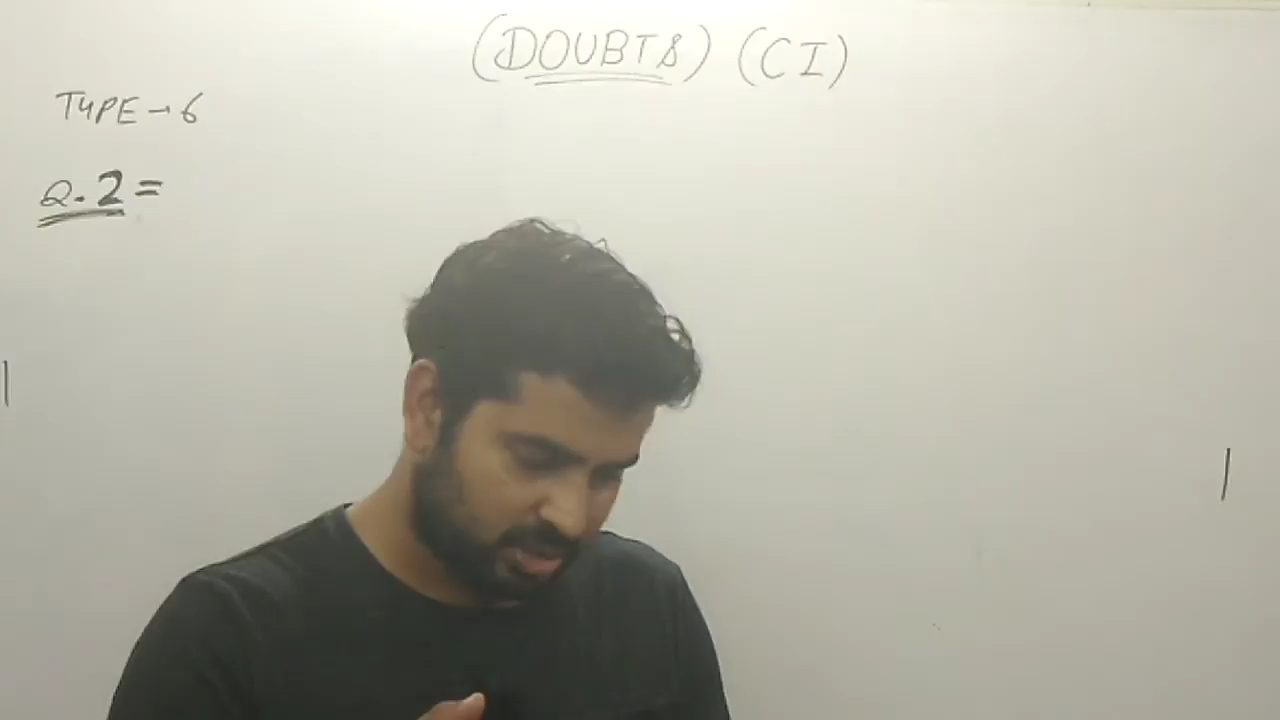 (DOUBTS) (CI)
TYPE → 6
Q.2 =